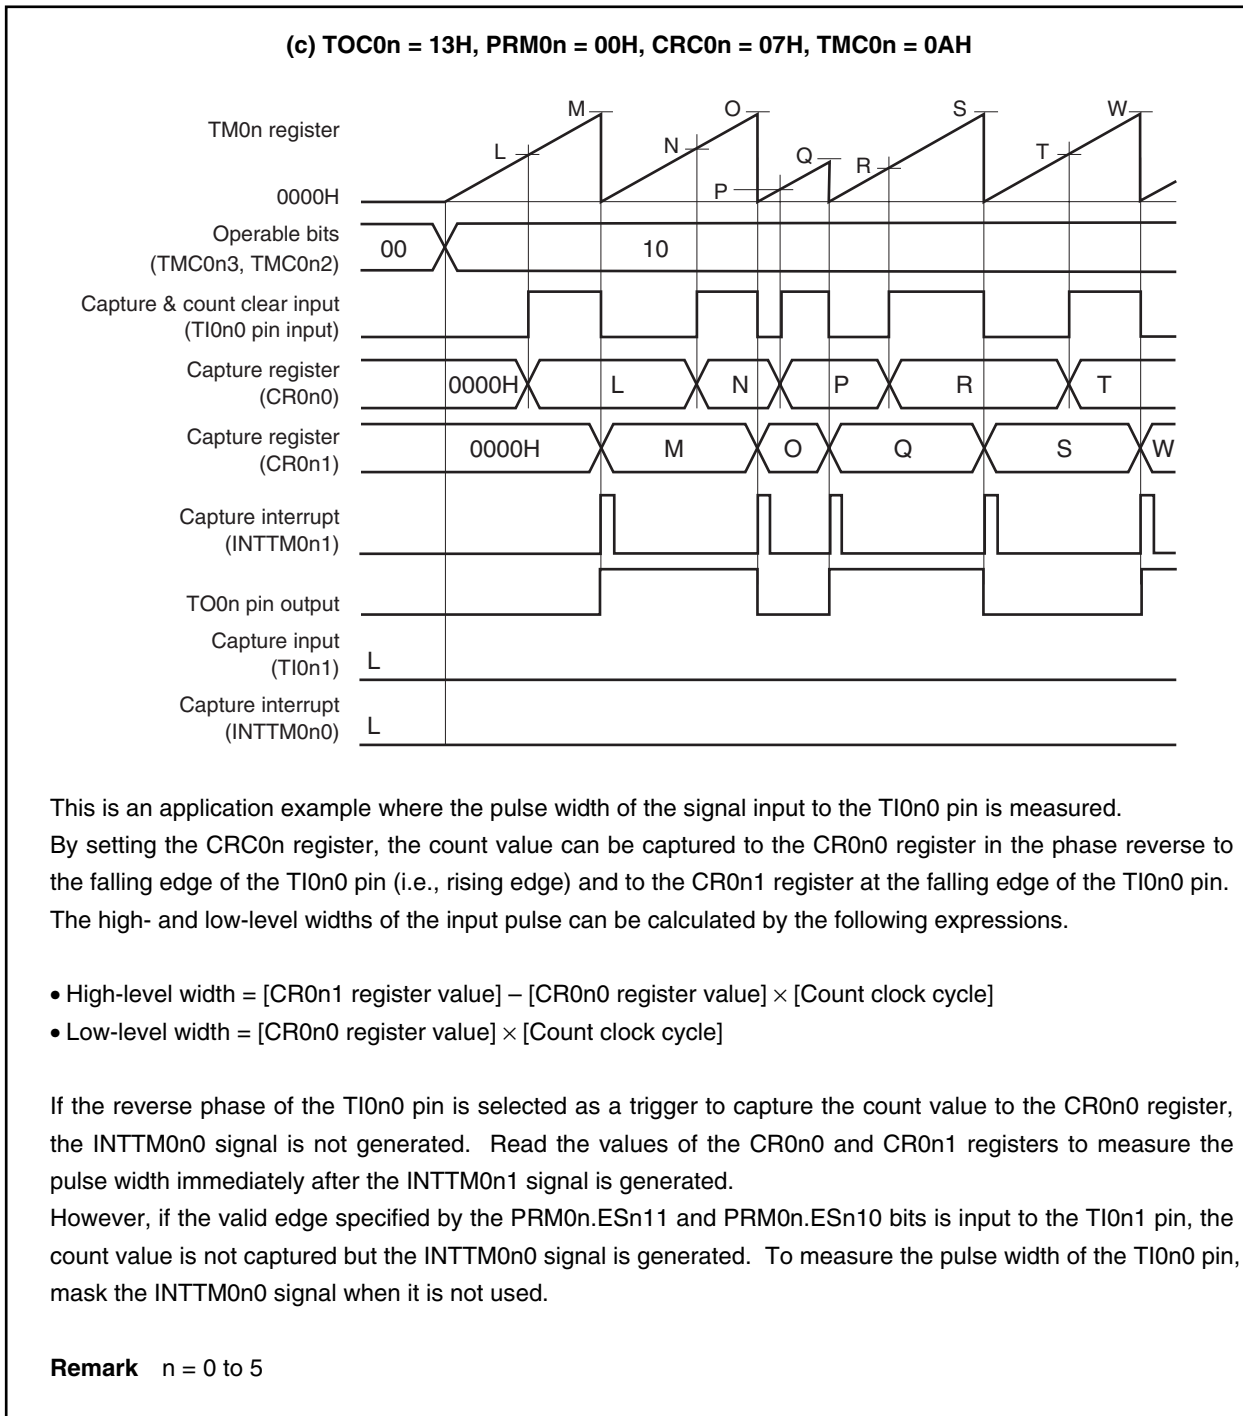 (c) TOC0n = 13H, PRM0n = 00H, CRC0n = 07H, TMC0n = 0AH
TM0n register
L
M
N
O
P
Q
R
S
T
W
0000H
Operable bits
(TMC0n3, TMC0n2)
00
10
Capture & count clear input
(TI0n0 pin input)
Capture register
(CR0n0)
0000H
L
N
P
R
T
Capture register
(CR0n1)
0000H
M
O
Q
S
W
Capture interrupt
(INTTM0n1)
TO0n pin output
Capture input
(TI0n1)
L
Capture interrupt
(INTTM0n0)
L
This is an application example where the pulse width of the signal input to the TI0n0 pin is measured.
By setting the CRC0n register, the count value can be captured to the CR0n0 register in the phase reverse to
the falling edge of the TI0n0 pin (i.e., rising edge) and to the CR0n1 register at the falling edge of the TI0n0 pin.
The high- and low-level widths of the input pulse can be calculated by the following expressions.
• High-level width = [CR0n1 register value] – [CR0n0 register value] × [Count clock cycle]
• Low-level width = [CR0n0 register value] × [Count clock cycle]
If the reverse phase of the TI0n0 pin is selected as a trigger to capture the count value to the CR0n0 register,
the INTTM0n0 signal is not generated. Read the values of the CR0n0 and CR0n1 registers to measure the
pulse width immediately after the INTTM0n1 signal is generated.
However, if the valid edge specified by the PRM0n.ESn11 and PRM0n.ESn10 bits is input to the TI0n1 pin, the
count value is not captured but the INTTM0n0 signal is generated. To measure the pulse width of the TI0n0 pin,
mask the INTTM0n0 signal when it is not used.
Remark n = 0 to 5